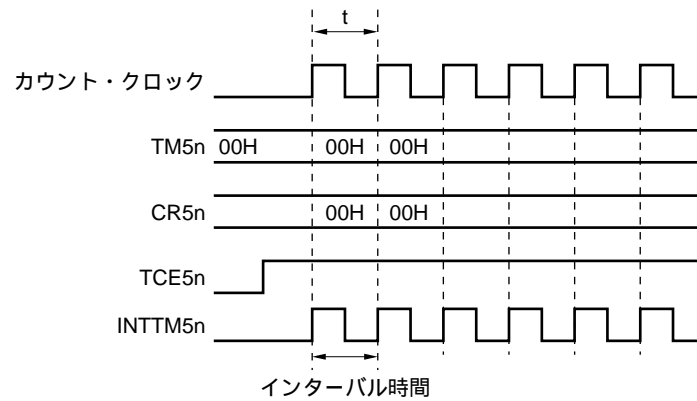 t
カウント・クロック
TM5n 00H 00H 00H
CR5n 00H 00H
TCE5n
INTTM5n
インターバル時間